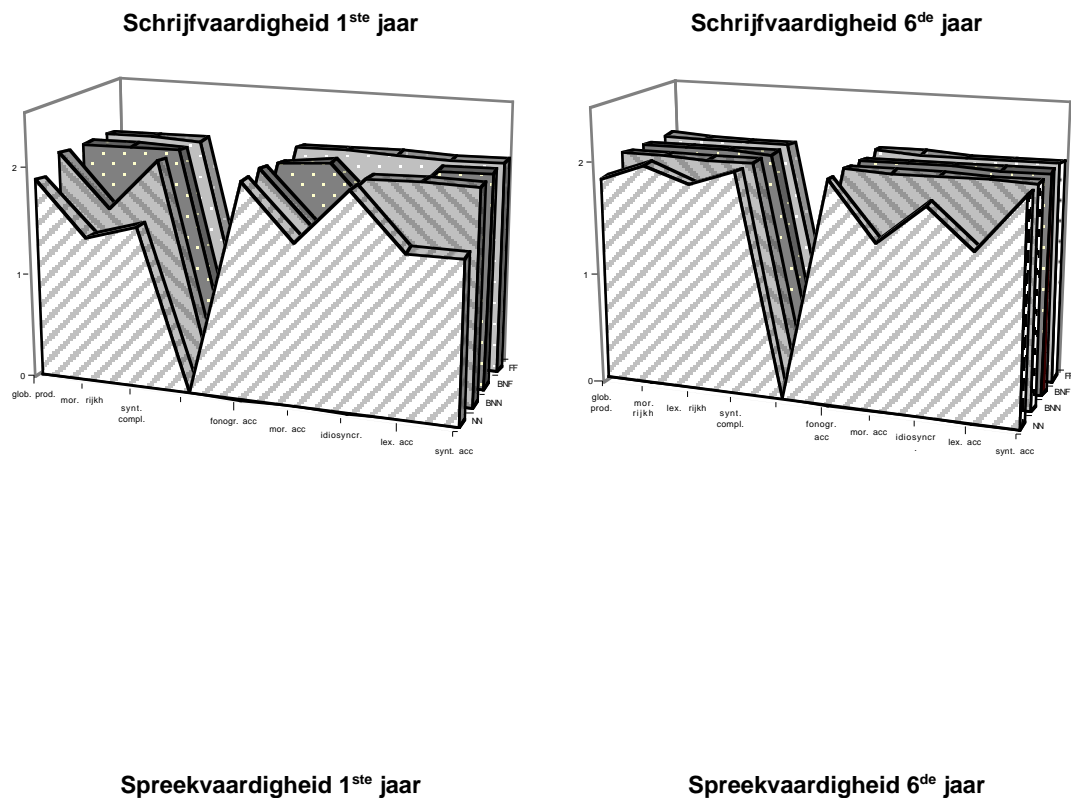 Schrijfvaardigheid 1ste jaar
2
1
0
glob. prod.
mor. rijkh
synt.
compl.
fonogr. acc
mor. acc
idiosyncr.
lex. acc
synt. acc
NN
BNN
BNF
FF
Schrijfvaardigheid 6de jaar
2
1
0
glob.
prod.
mor.
rijkh
lex. rijkh
synt.
compl.
fonogr.
acc
mor. acc
idiosyncr
.
lex. acc
synt. acc
NN
BNN
BNF
Spreekvaardigheid 1ste jaar
Spreekvaardigheid 6de jaar